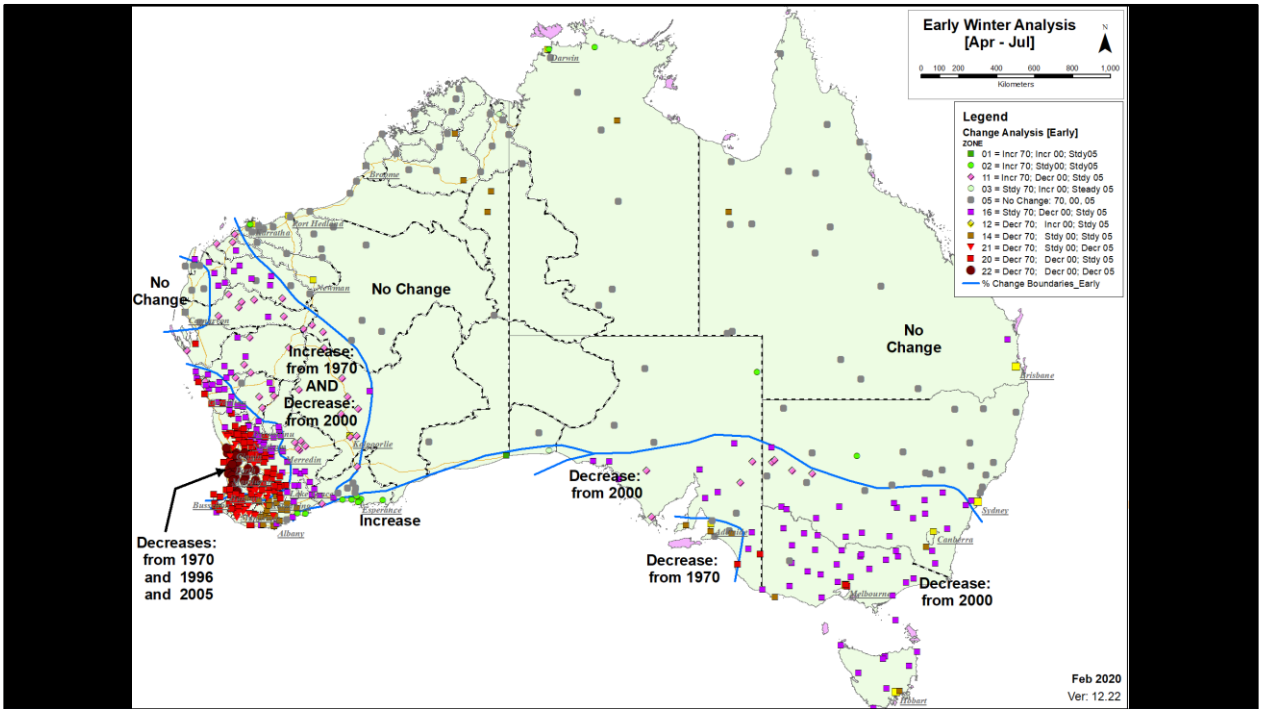 Early Winter Analysis
[Apr - Jul]
N
0 100 200 400 600 800 1,000
Kilometers
Legend
Change Analysis [Early]
ZONE
01 = Incr 70; Incr 00; Stdy05
02 = Incr 70; Stdy00; Stdy05
11 = Incr 70; Decr 00; Stdy 05
03 = Stdy 70; Incr 00; Steady 05
05 = No Change: 70, 00, 05
16 = Stdy 70; Decr 00; Stdy 05
12 = Decr 70; Incr 00; Stdy 05
14 = Decr 70; Stdy 00; Stdy 05
21 = Decr 70; Stdy 00; Decr 05
20 = Decr 70; Decr 00; Stdy 05
22 = Decr 70; Decr 00; Decr 05
% Change Boundaries_Early
Darwin
Broome
Port Hedland
Karratha
Newman
No
Change
No Change
Carnarvon
No
Change
Increase:
from 1970
AND
Decrease:
from 2000
Brisbane
Kalgoorlie
Merredin
Decrease:
from 2000
Esperance
Increase
Albany
Sydney
Adelaide
Canberra
Decreases:
from 1970
and 1996
and 2005
Decrease:
from 1970
Melbourne
Decrease:
from 2000
Hobart
Feb 2020
Ver: 12.22